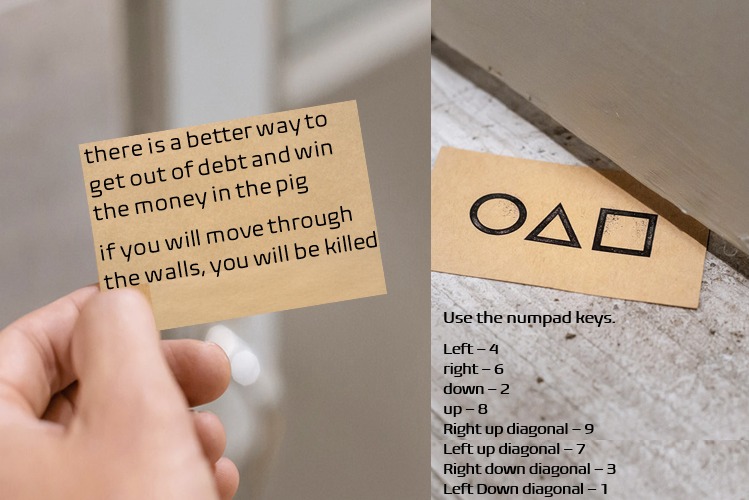 there is a better way to
get out of debt and win
the money in the pig
if you will move through
the walls, you will be killed
Use the numpad keys.
Left – 4
right – 6
down – 2
up – 8
Right up diagonal – 9
Left up diagonal – 7
Right down diagonal – 3
Left Down diagonal – 1